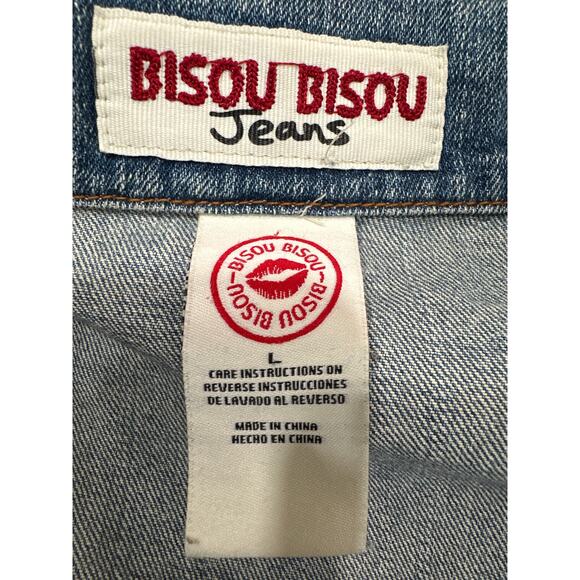 BISOU BISOU
Jeans
BISOU BISOU
BISOU BISOU
L
CARE INSTRUCTIONS ON
REVERSE INSTRUCCIONES
DE LAVADO AL REVERSO
MADE IN CHINA
HECHO EN CHINA